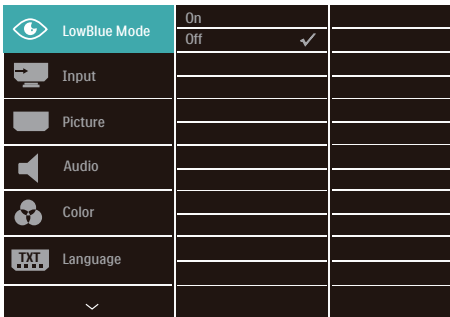 LowBlue Mode
On
Off
Input
Picture
Audio
Color
TXT
Language